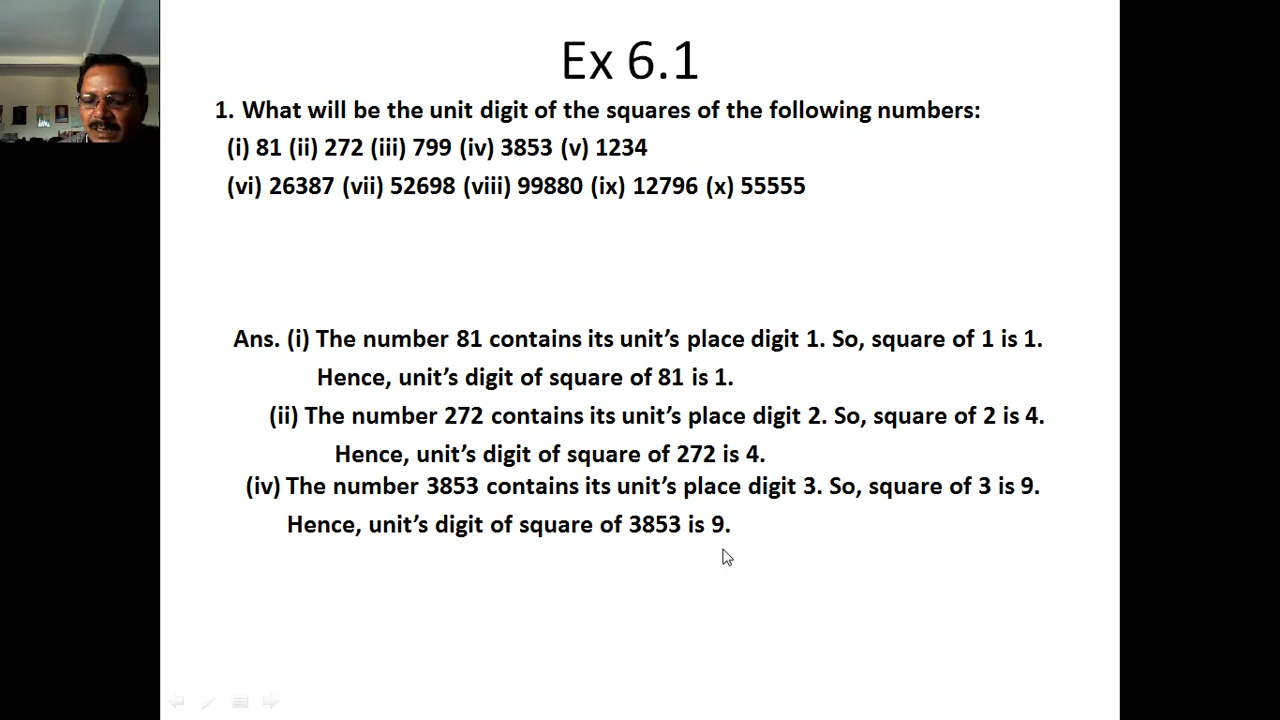 Ex 6.1
1. What will be the unit digit of the squares of the following numbers:
(i) 81 (ii) 272 (iii) 799 (iv) 3853 (v) 1234
(vi) 26387 (vii) 52698 (viii) 99880 (ix) 12796 (x) 55555
Ans. (i) The number 81 contains its unit’s place digit 1. So, square of 1 is 1.
Hence, unit’s digit of square of 81 is 1.
(ii) The number 272 contains its unit’s place digit 2. So, square of 2 is 4.
Hence, unit’s digit of square of 272 is 4.
(iv) The number 3853 contains its unit’s place digit 3. So, square of 3 is 9.
Hence, unit’s digit of square of 3853 is 9.